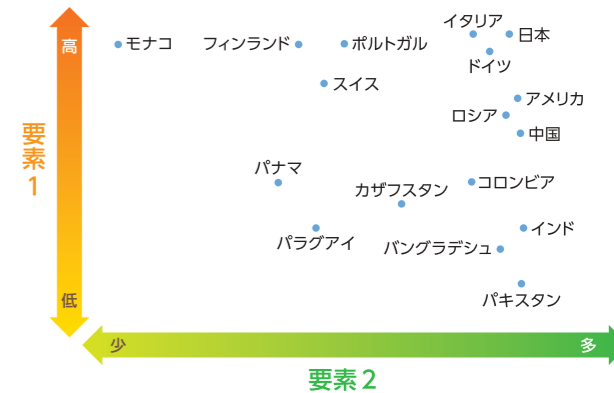 高
要素1
低
モナコ
フィンランド
ポルトガル
イタリア
日本
ドイツ
スイス
アメリカ
ロシア
中国
パナマ
カザフスタン
コロンビア
パラグアイ
インド
バングラデシュ
パキスタン
少
多
要素2